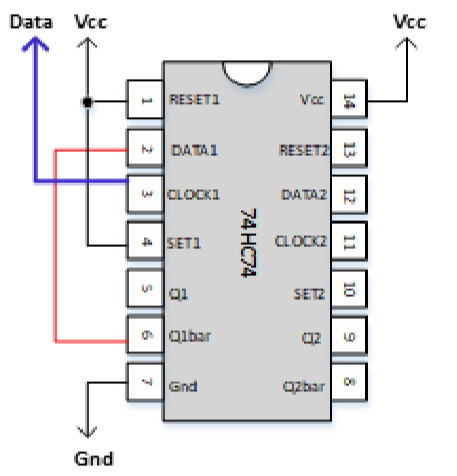 Data Vcc Vcc
1 RESET1 Vcc 14
2 DATA1 RESET2 13
3 CLOCK1 DATA2 12
4 SET1 CLOCK2 11
74HC74
5 Q1 SET2 10
6 Q1bar Q2 9
7 Gnd Q2bar 8
Gnd